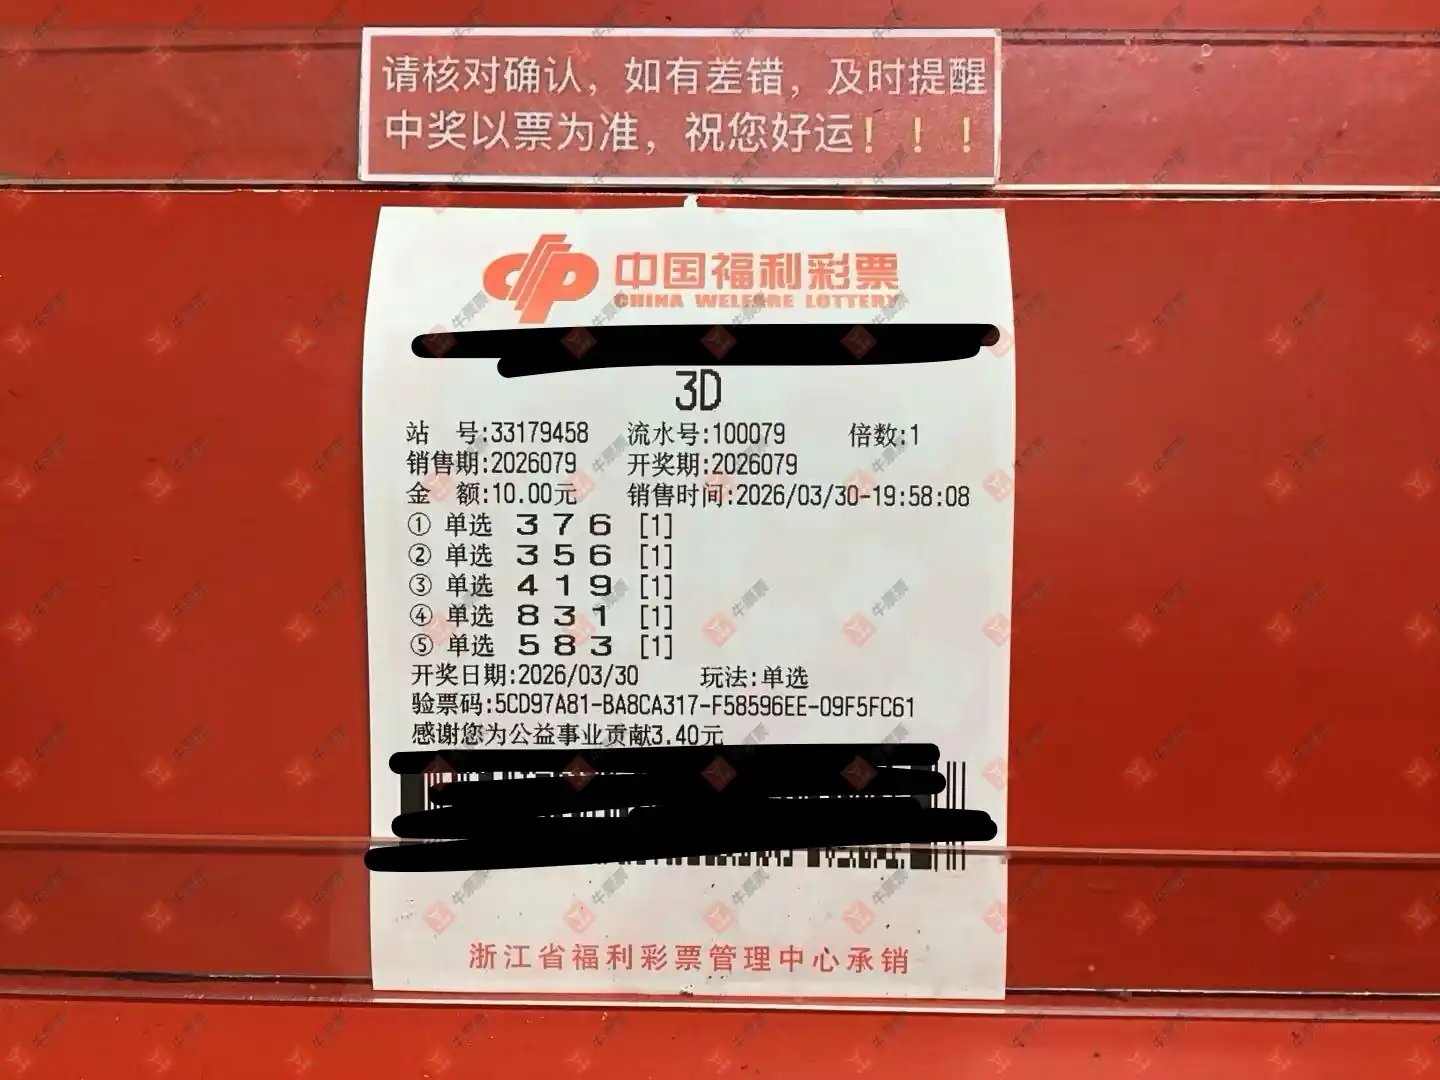 请核对确认，如有差错，及时提醒
中奖以票为准，祝您好运！！！
中国福利彩票
CHINA WELFARE LOTTERY
3D
站 号:33179458 流水号:100079 倍数:1
销售期:2026079 开奖期:2026079
金 额:10.00元 销售时间:2026/03/30-19:58:08
① 单选 3 7 6 [1]
② 单选 3 5 6 [1]
③ 单选 4 1 9 [1]
④ 单选 8 3 1 [1]
⑤ 单选 5 8 3 [1]
开奖日期:2026/03/30 玩法:单选
验票码:5CD97A81-BA8CA317-F58596EE-09F5FC61
感谢您为公益事业贡献3.40元
浙江省福利彩票管理中心承销